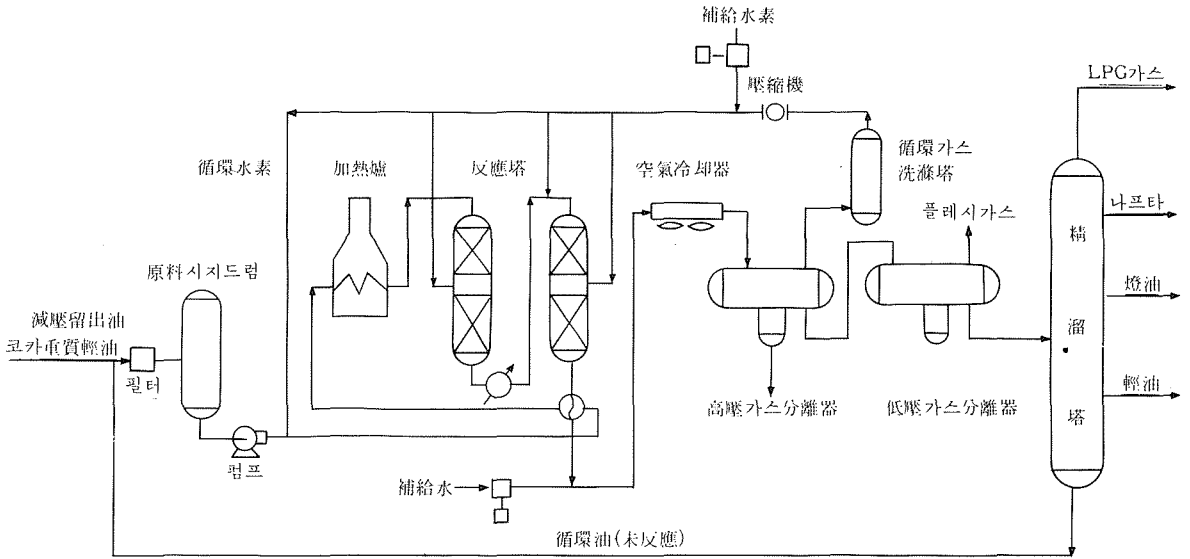 補給水素
LPG가스
壓縮機
循環水素
加熱爐
反應塔
空氣冷却器
循環가스
洗滌塔
플레시가스
나프타
原料시지드럼
減壓留出油
코카重質輕油
필터
펌프
補給水
高壓가스分離器
低壓가스分離器
精溜塔
燈油
輕油
循環油(未反應)